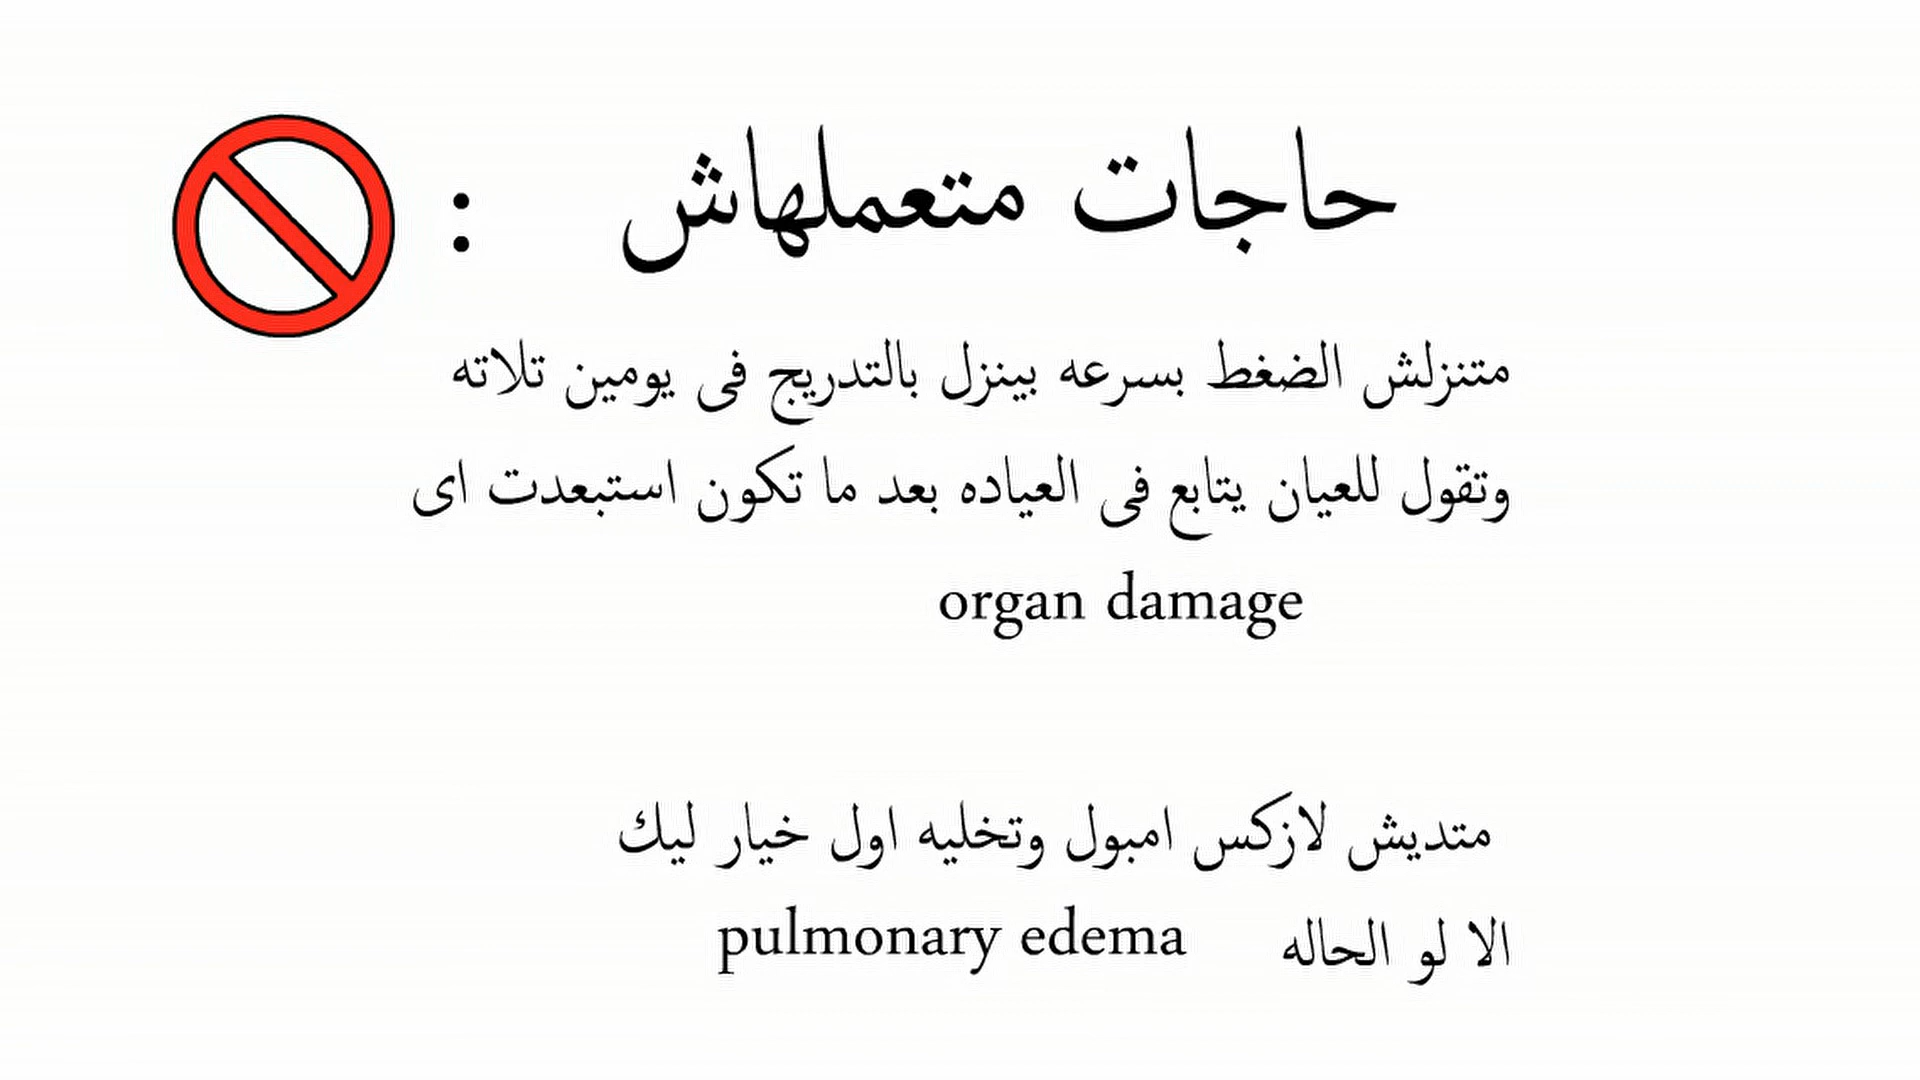 حاجات متعملهاش :
متنزلش الضغط بسرعه بينزل بالتدريج فى يومين تلاته
وتقول للعيان يتابع فى العياده بعد ما تكون استبعدت اى
organ damage
متديش لازكس امبول وتخليه اول خيار ليك
الا لو الحاله pulmonary edema